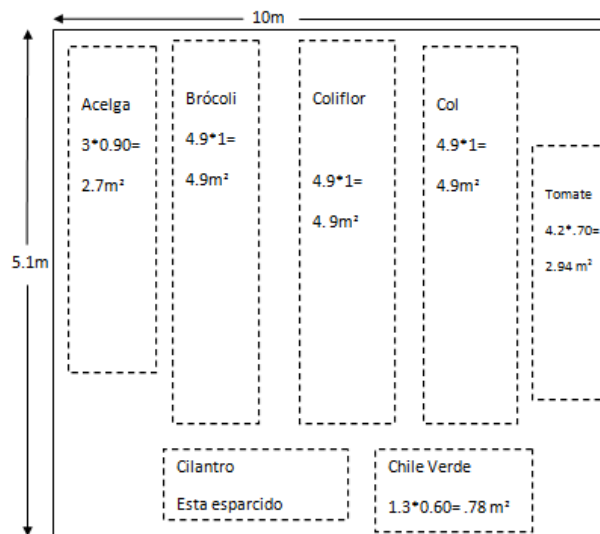 10m
5.1m
Acelga
3*0.90=
2.7m²
Brócoli
4.9*1=
4.9m²
Coliflor
4.9*1=
4. 9m²
Col
4.9*1=
4.9m²
Tomate
4.2*.70=
2.94 m²
Cilantro
Esta esparcido
Chile Verde
1.3*0.60= .78 m²